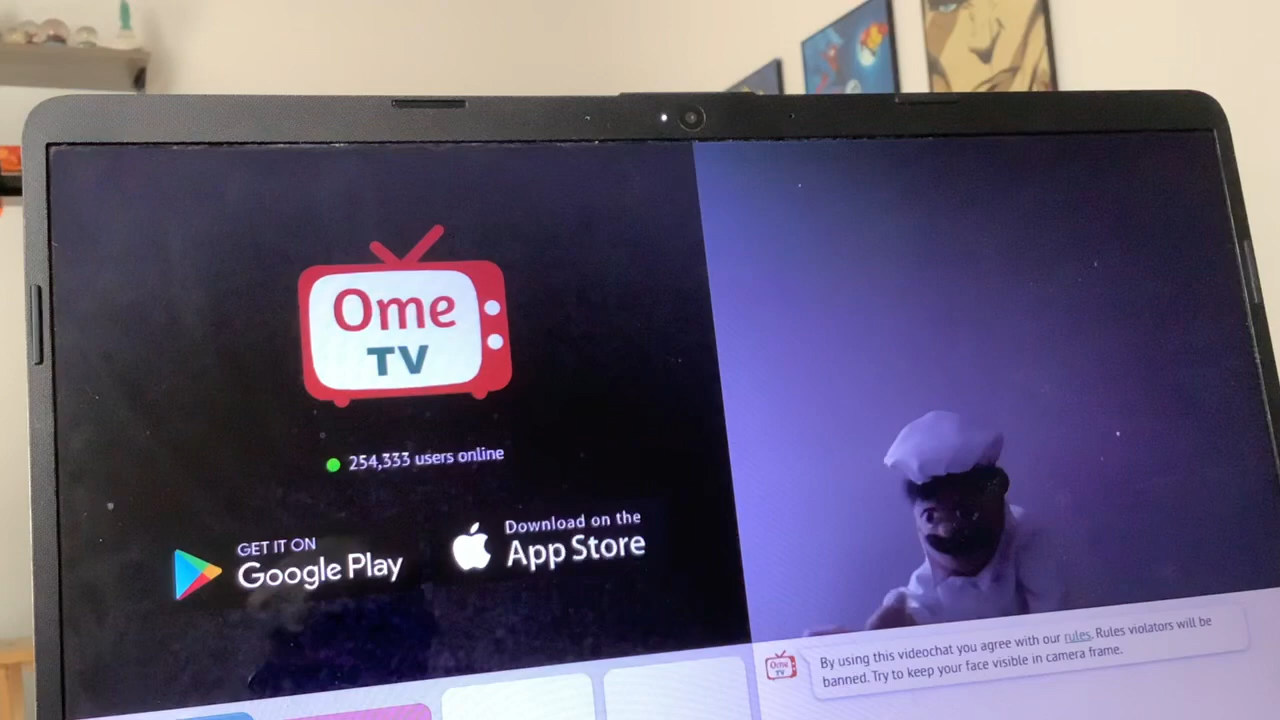 Ome
TV
254,333 users online
GET IT ON
Google Play
Download on the
App Store
Ome
TV
By using this videochat you agree with our rules. Rules violators will be
banned. Try to keep your face visible in camera frame.